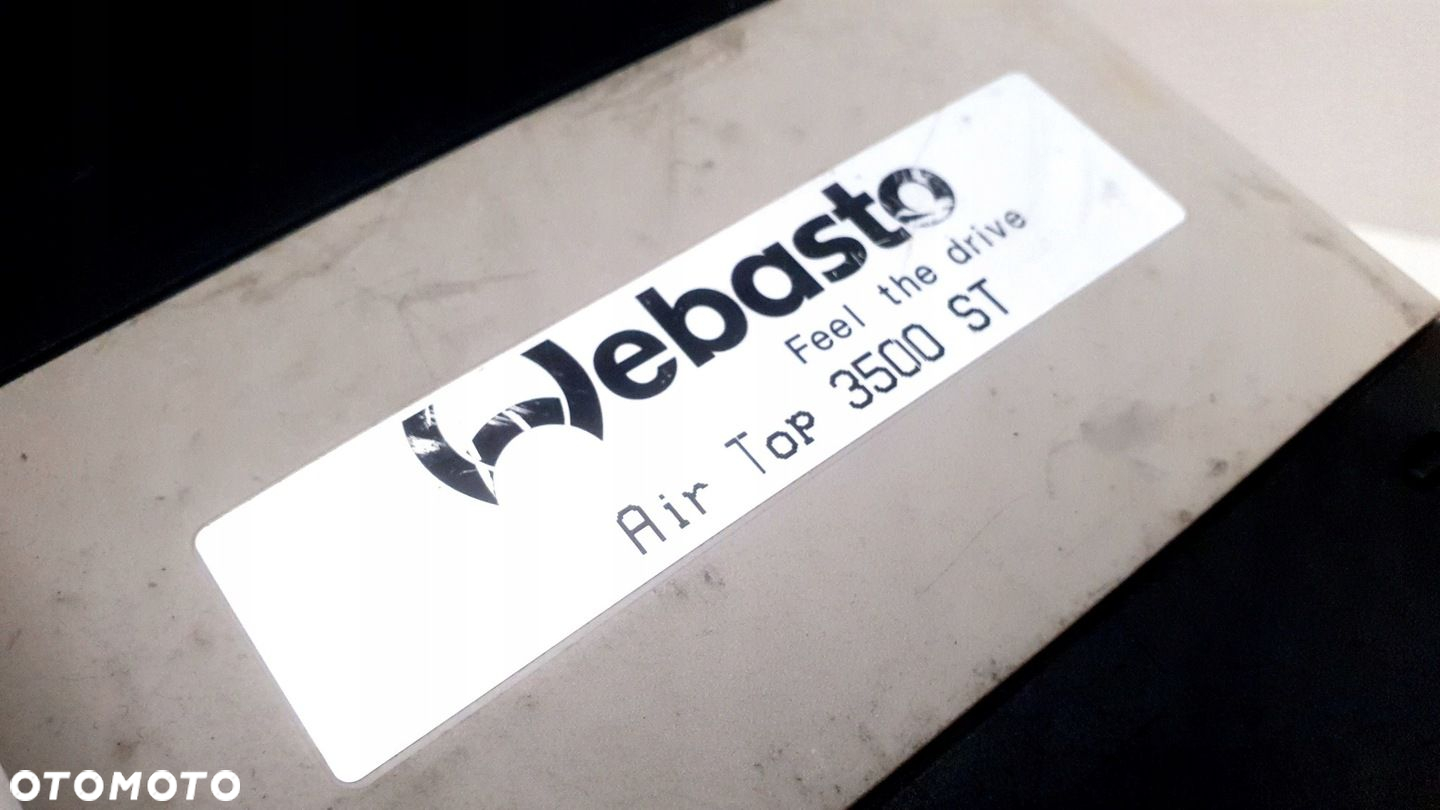 Webasto
Feel the drive
Air Top 3500 ST
OTOMOTO